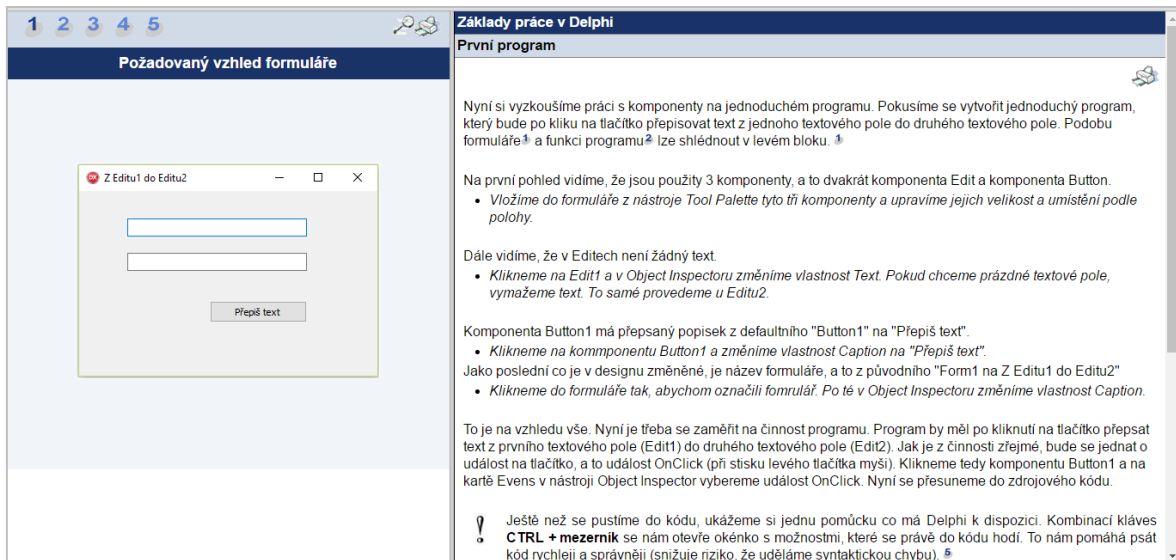 1 2 3 4 5
Požadovaný vzhled formuláře
Z Editu1 do Editu2
Přepiš text
Základy práce v Delphi
První program
Nyní si vyzkoušíme práci s komponenty na jednoduchém programu. Pokusíme se vytvořit jednoduchý program,
který bude po kliku na tlačítko přepisovat text z jednoho textového pole do druhého textového pole. Podobu
formuláře 1 a funkci programu 2 lze shlédnout v levém bloku. 1
Na první pohled vidíme, že jsou použity 3 komponenty, a to dvakrát komponenta Edit a komponenta Button.
• Vložíme do formuláře z nástroje Tool Palette tyto tři komponenty a upravíme jejich velikost a umístění podle
polohy.
Dále vidíme, že v Editech není žádný text.
• Klikneme na Edit1 a v Object Inspectoru změníme vlastnost Text. Pokud chceme prázdné textové pole,
vymažeme text. To samé provedeme u Editu2.
Komponenta Button1 má přepsaný popisek z defaultního "Button1" na "Přepiš text".
• Klikneme na kommponentu Button1 a změníme vlastnost Caption na "Přepiš text".
Jako poslední co je v designu změněné, je název formuláře, a to z původního "Form1 na Z Editu1 do Editu2"
• Klikneme do formuláře tak, abychom označili fomrulář. Po té v Object Inspectoru změníme vlastnost Caption.
To je na vzhledu vše. Nyní je třeba se zaměřit na činnost programu. Program by měl po kliknutí na tlačítko přepsat
text z prvního textového pole (Edit1) do druhého textového pole (Edit2). Jak je z činnosti zřejmé, bude se jednat o
událost na tlačítko, a to událost OnClick (při stisku levého tlačítka myši). Klikneme tedy komponentu Button1 a na
kartě Evens v nástroji Object Inspector vybereme událost OnClick. Nyní se přesuneme do zdrojového kódu.
! Ještě než se pustíme do kódu, ukážeme si jednu pomůcku co má Delphi k dispozici. Kombinací kláves
CTRL + mezerník se nám otevře okénko s možnostmi, které se právě do kódu hodí. To nám pomáhá psát
kód rychleji a správněji (snižuje riziko, že uděláme syntaktickou chybu). 5